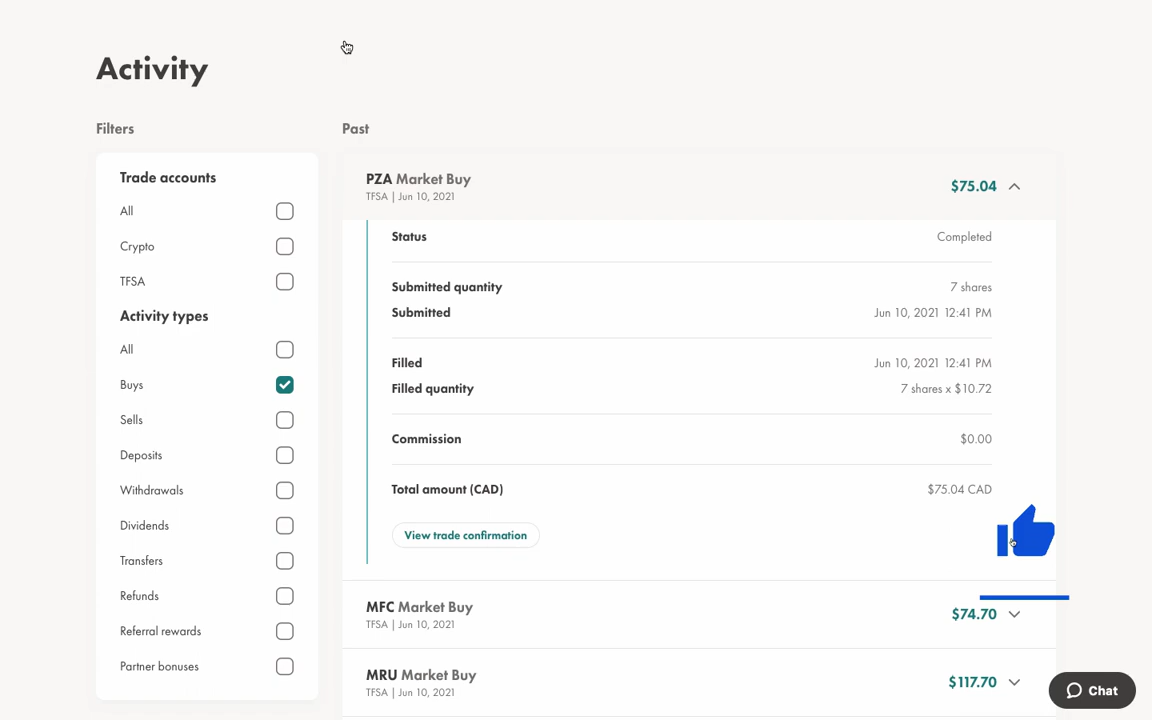 Activity
Filters
Past
Trade accounts
All
Crypto
TFSA
Activity types
All
Buys
Sells
Deposits
Withdrawals
Dividends
Transfers
Refunds
Referral rewards
Partner bonuses
PZA Market Buy
$75.04
TFSA | Jun 10, 2021
Status Completed
Submitted quantity 7 shares
Submitted Jun 10, 2021 12:41 PM
Filled Jun 10, 2021 12:41 PM
Filled quantity 7 shares x $10.72
Commission $0.00
Total amount (CAD) $75.04 CAD
View trade confirmation
MFC Market Buy
$74.70
TFSA | Jun 10, 2021
MRU Market Buy
$117.70
TFSA | Jun 10, 2021
Chat